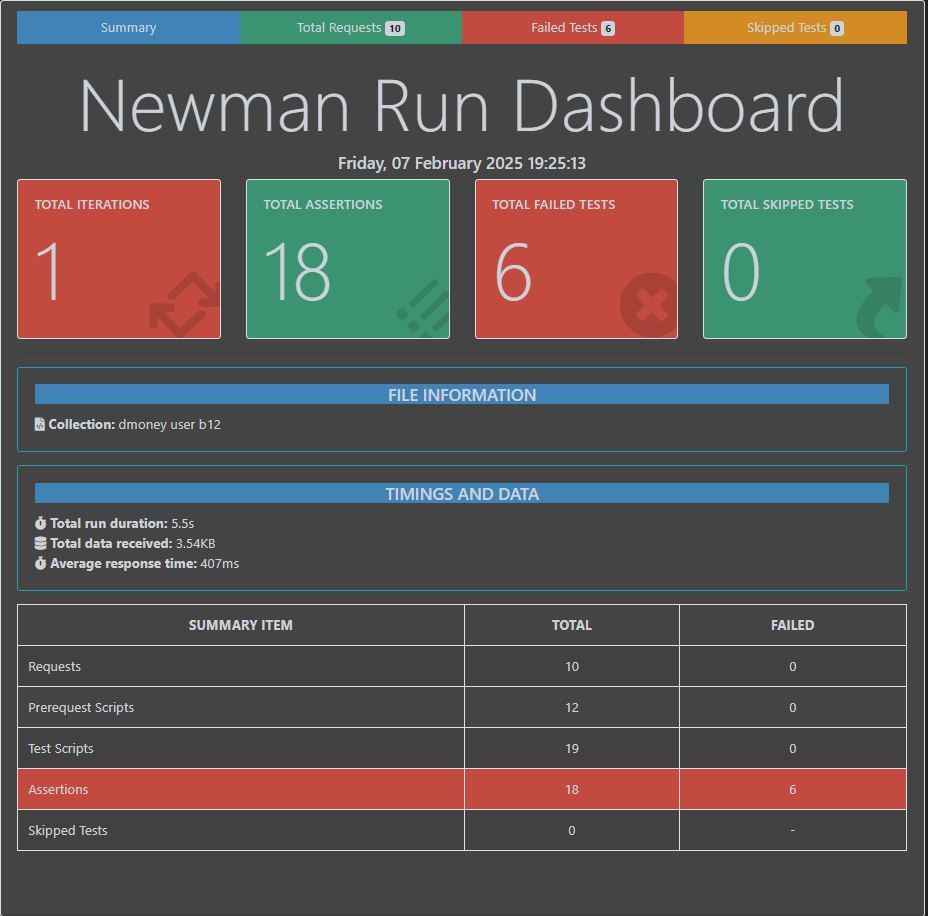 Summary Total Requests 10 Failed Tests 6 Skipped Tests 0
Newman Run Dashboard
Friday, 07 February 2025 19:25:13
TOTAL ITERATIONS TOTAL ASSERTIONS TOTAL FAILED TESTS TOTAL SKIPPED TESTS
1 18 6 0
FILE INFORMATION
Collection: dmoney user b12
TIMINGS AND DATA
Total run duration: 5.5s
Total data received: 3.54KB
Average response time: 407ms
SUMMARY ITEM TOTAL FAILED
Requests 10 0
Prerequest Scripts 12 0
Test Scripts 19 0
Assertions 18 6
Skipped Tests 0 -